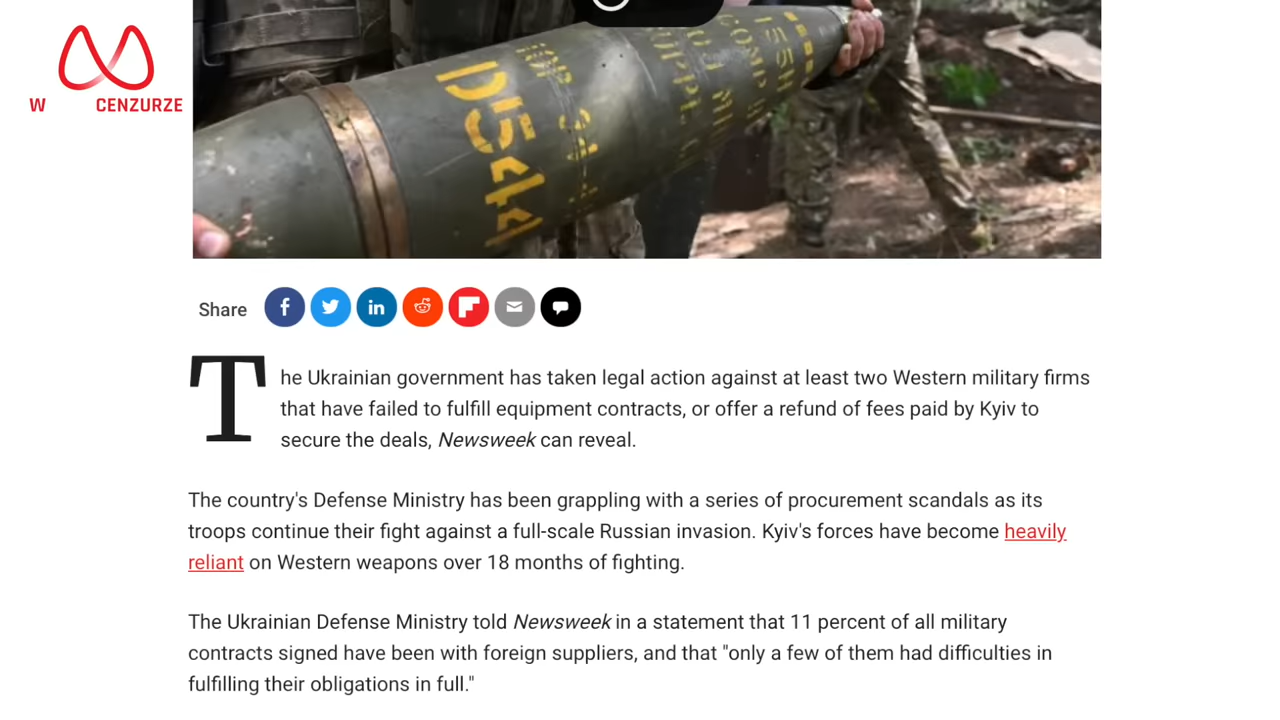 W CENZURZE
D544
Share
The Ukrainian government has taken legal action against at least two Western military firms
that have failed to fulfill equipment contracts, or offer a refund of fees paid by Kyiv to
secure the deals, Newsweek can reveal.
The country's Defense Ministry has been grappling with a series of procurement scandals as its
troops continue their fight against a full-scale Russian invasion. Kyiv's forces have become heavily
reliant on Western weapons over 18 months of fighting.
The Ukrainian Defense Ministry told Newsweek in a statement that 11 percent of all military
contracts signed have been with foreign suppliers, and that "only a few of them had difficulties in
fulfilling their obligations in full."